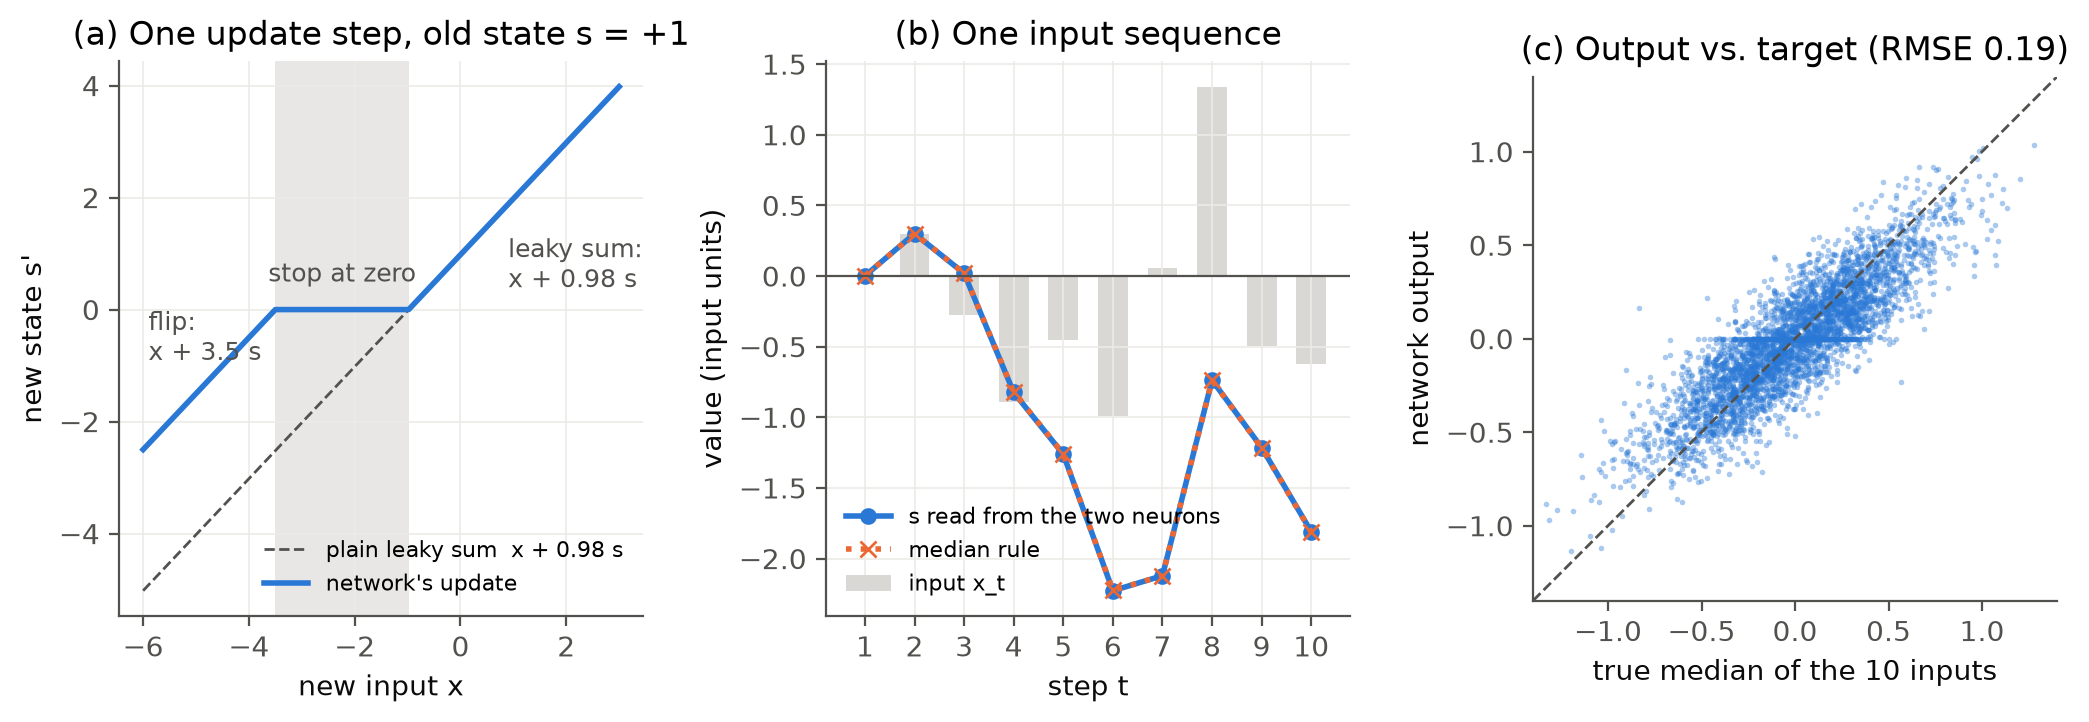 (a) One update step, old state s = +1
4
2
0
−2
−4
−6
−4
−2
0
2
new state s'
new input x
stop at zero
leaky sum:
x + 0.98 s
flip:
x + 3.5 s
plain leaky sum  x + 0.98 s
network's update
(b) One input sequence
1.5
1.0
0.5
0.0
−0.5
−1.0
−1.5
−2.0
1
2
3
4
5
6
7
8
9
10
value (input units)
step t
s read from the two neurons
median rule
input x_t
(c) Output vs. target (RMSE 0.19)
1.0
0.5
0.0
−0.5
−1.0
−1.0
−0.5
0.0
0.5
1.0
network output
true median of the 10 inputs